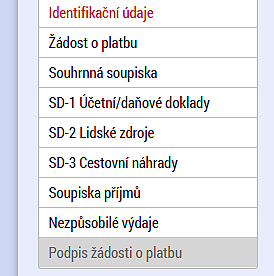 Identifikační údaje
Žádost o platbu
Souhrnná soupiska
SD-1 Účetní/daňové doklady
SD-2 Lidské zdroje
SD-3 Cestovní náhrady
Soupiska příjmů
Nezpůsobilé výdaje
Podpis žádosti o platbu